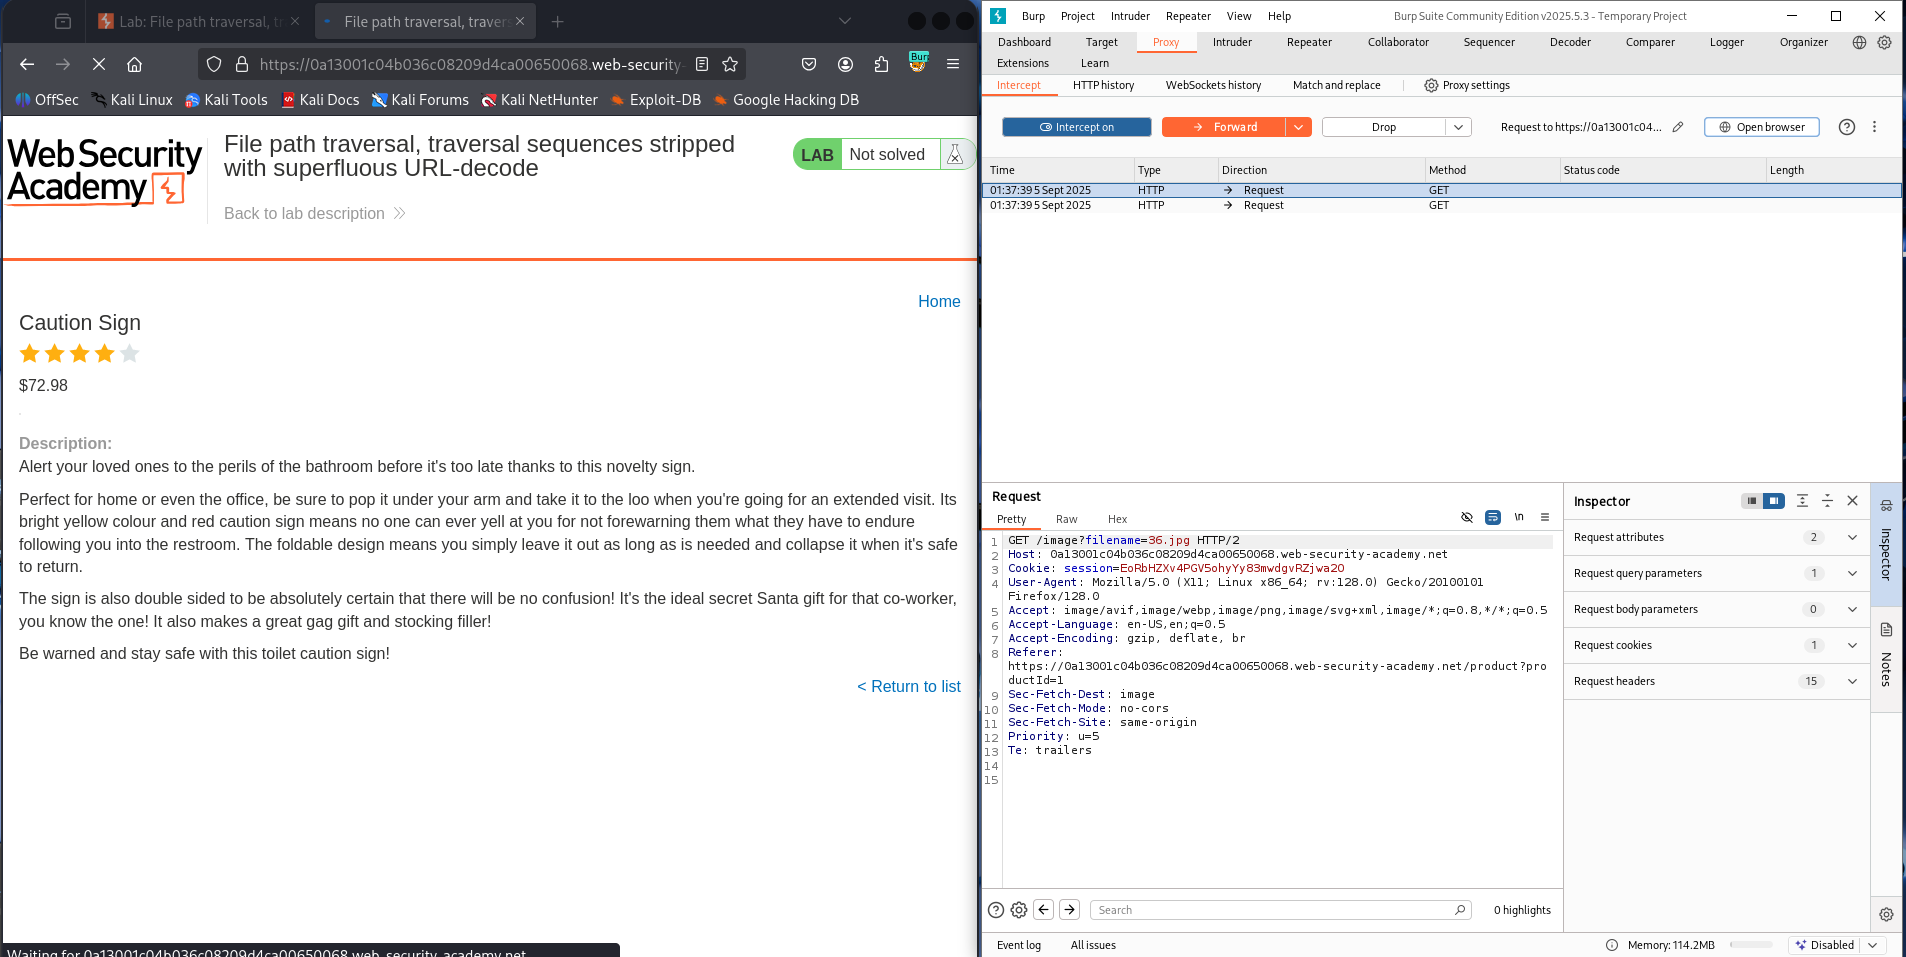 Lab: File path traversal, t
File path traversal, traver
https://0a13001c04b036c08209d4ca00650068.web-security-
Burp
OffSec
Kali Linux
Kali Tools
Kali Docs
Kali Forums
Kali NetHunter
Exploit-DB
Google Hacking DB
WebSecurity
Academy
File path traversal, traversal sequences stripped
with superfluous URL-decode
Back to lab description
LAB
Not solved
Home
Caution Sign
$72.98
Description:
Alert your loved ones to the perils of the bathroom before it's too late thanks to this novelty sign.
Perfect for home or even the office, be sure to pop it under your arm and take it to the loo when you're going for an extended visit. Its
bright yellow colour and red caution sign means no one can ever yell at you for not forewarning them what they have to endure
following you into the restroom. The foldable design means you simply leave it out as long as is needed and collapse it when it's safe
to return.
The sign is also double sided to be absolutely certain that there will be no confusion! It's the ideal secret Santa gift for that co-worker,
you know the one! It also makes a great gag gift and stocking filler!
Be warned and stay safe with this toilet caution sign!
< Return to list
Waiting for 0a13001c04b036c08209d4ca00650068.web-security-academy.net
Burp Project Intruder Repeater View Help
Burp Suite Community Edition v2025.5.3 - Temporary Project
Dashboard Target Proxy Intruder Repeater Collaborator Sequencer Decoder Comparer Logger Organizer
Extensions Learn
Intercept HTTP history WebSockets history Match and replace Proxy settings
Intercept on Forward Drop Request to https://0a13001c04... Open browser
Time Type Direction Method Status code Length
01:37:39 5 Sept 2025 HTTP → Request GET
01:37:39 5 Sept 2025 HTTP → Request GET
Request
Pretty Raw Hex
\n
1 GET /image?filename=36.jpg HTTP/2
2 Host: 0a13001c04b036c08209d4ca00650068.web-security-academy.net
3 Cookie: session=EoRbHZXv4PGV5ohyYy83mwdgvRZjwa2O
4 User-Agent: Mozilla/5.0 (X11; Linux x86_64; rv:128.0) Gecko/20100101
Firefox/128.0
5 Accept: image/avif,image/webp,image/png,image/svg+xml,image/*;q=0.8,*/*;q=0.5
6 Accept-Language: en-US,en;q=0.5
7 Accept-Encoding: gzip, deflate, br
8 Referer:
https://0a13001c04b036c08209d4ca00650068.web-security-academy.net/product?pro
ductId=1
9 Sec-Fetch-Dest: image
10 Sec-Fetch-Mode: no-cors
11 Sec-Fetch-Site: same-origin
12 Priority: u=5
13 Te: trailers
14
15
Search
0 highlights
Inspector
Request attributes 2
Request query parameters 1
Request body parameters 0
Request cookies 1
Request headers 15
Inspector
Notes
Event log All issues
Memory: 114.2MB
Disabled